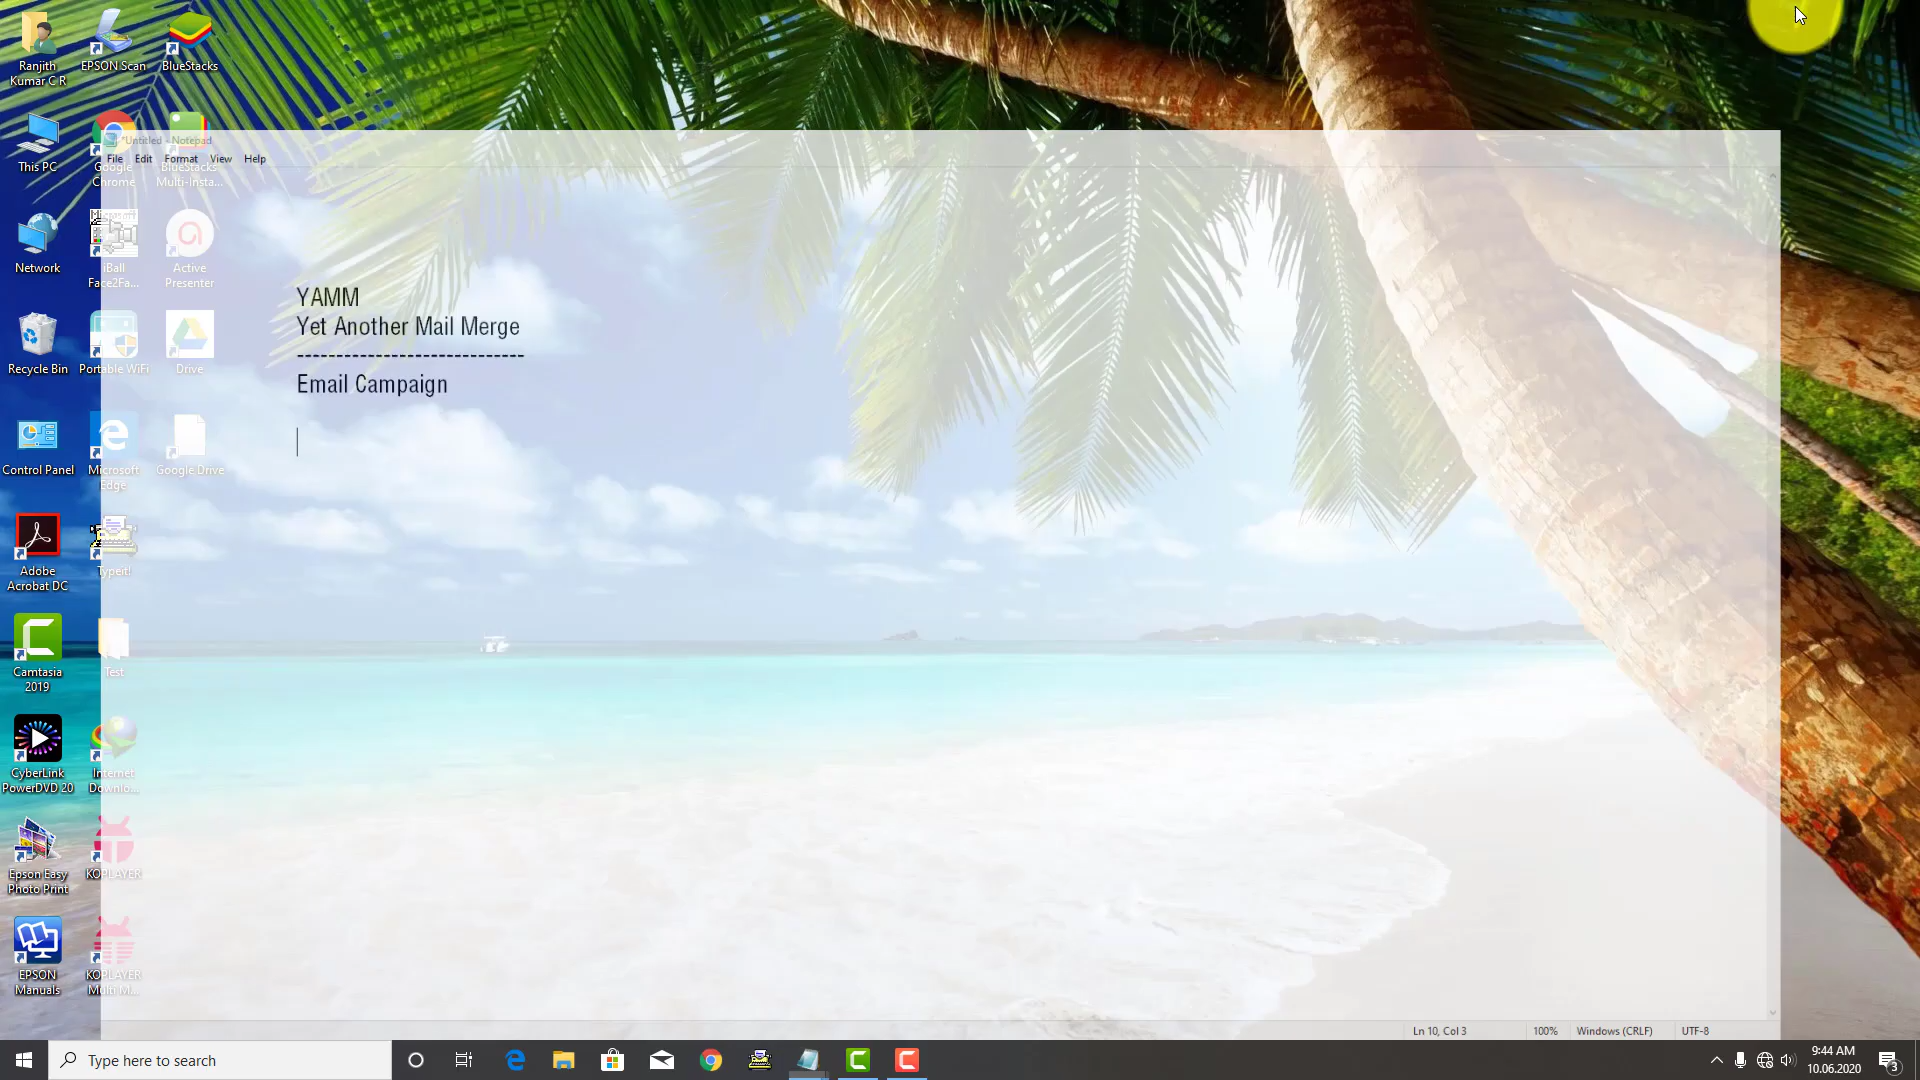 Ranjith
Kumar C R
EPSON Scan
BlueStacks
*Untitled - Notepad
File Edit Format View Help
This PC
Google
Chrome
BlueStacks
Multi-Insta...
Network
iBall
Face2Fa...
Active
Presenter
YAMM
Yet Another Mail Merge
-----------------------------
Email Campaign
Recycle Bin
Portable WiFi
Drive
Control Panel
Microsoft
Edge
Google Drive
Adobe
Acrobat DC
Typeit!
Camtasia
2019
Test
CyberLink
PowerDVD 20
Internet
Downlo...
Epson Easy
Photo Print
KOPLAYER
EPSON
Manuals
KOPLAYER
Multi M...
Ln 10, Col 3
100%
Windows (CRLF)
UTF-8
Type here to search
9:44 AM
10.06.2020
3